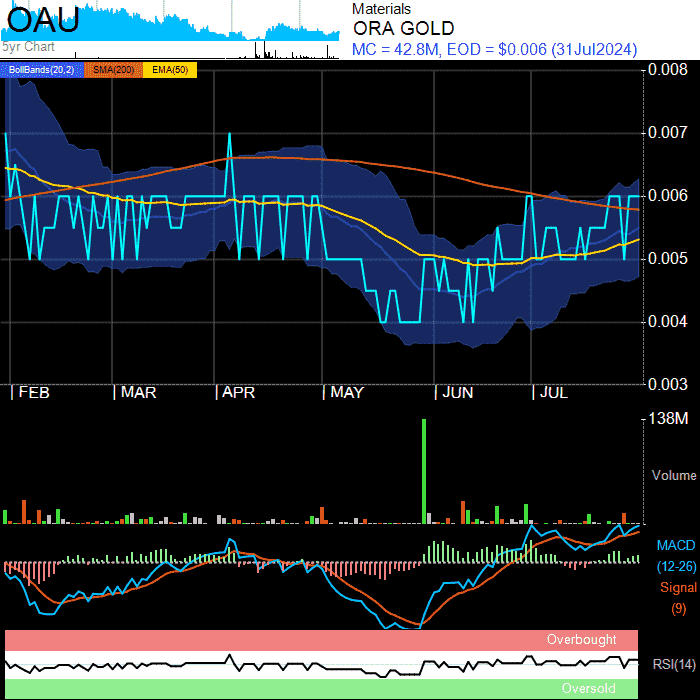 OAU
5yr Chart
Materials
ORA GOLD
MC = 42.8M, EOD = $0.006 (31Jul2024)
BollBands(20,2) SMA(200) EMA(50)
0.008
0.007
0.006
0.005
0.004
0.003
FEB MAR APR MAY JUN JUL
138M
Volume
MACD
(12-26)
Signal
(9)
Overbought
RSI(14)
Oversold